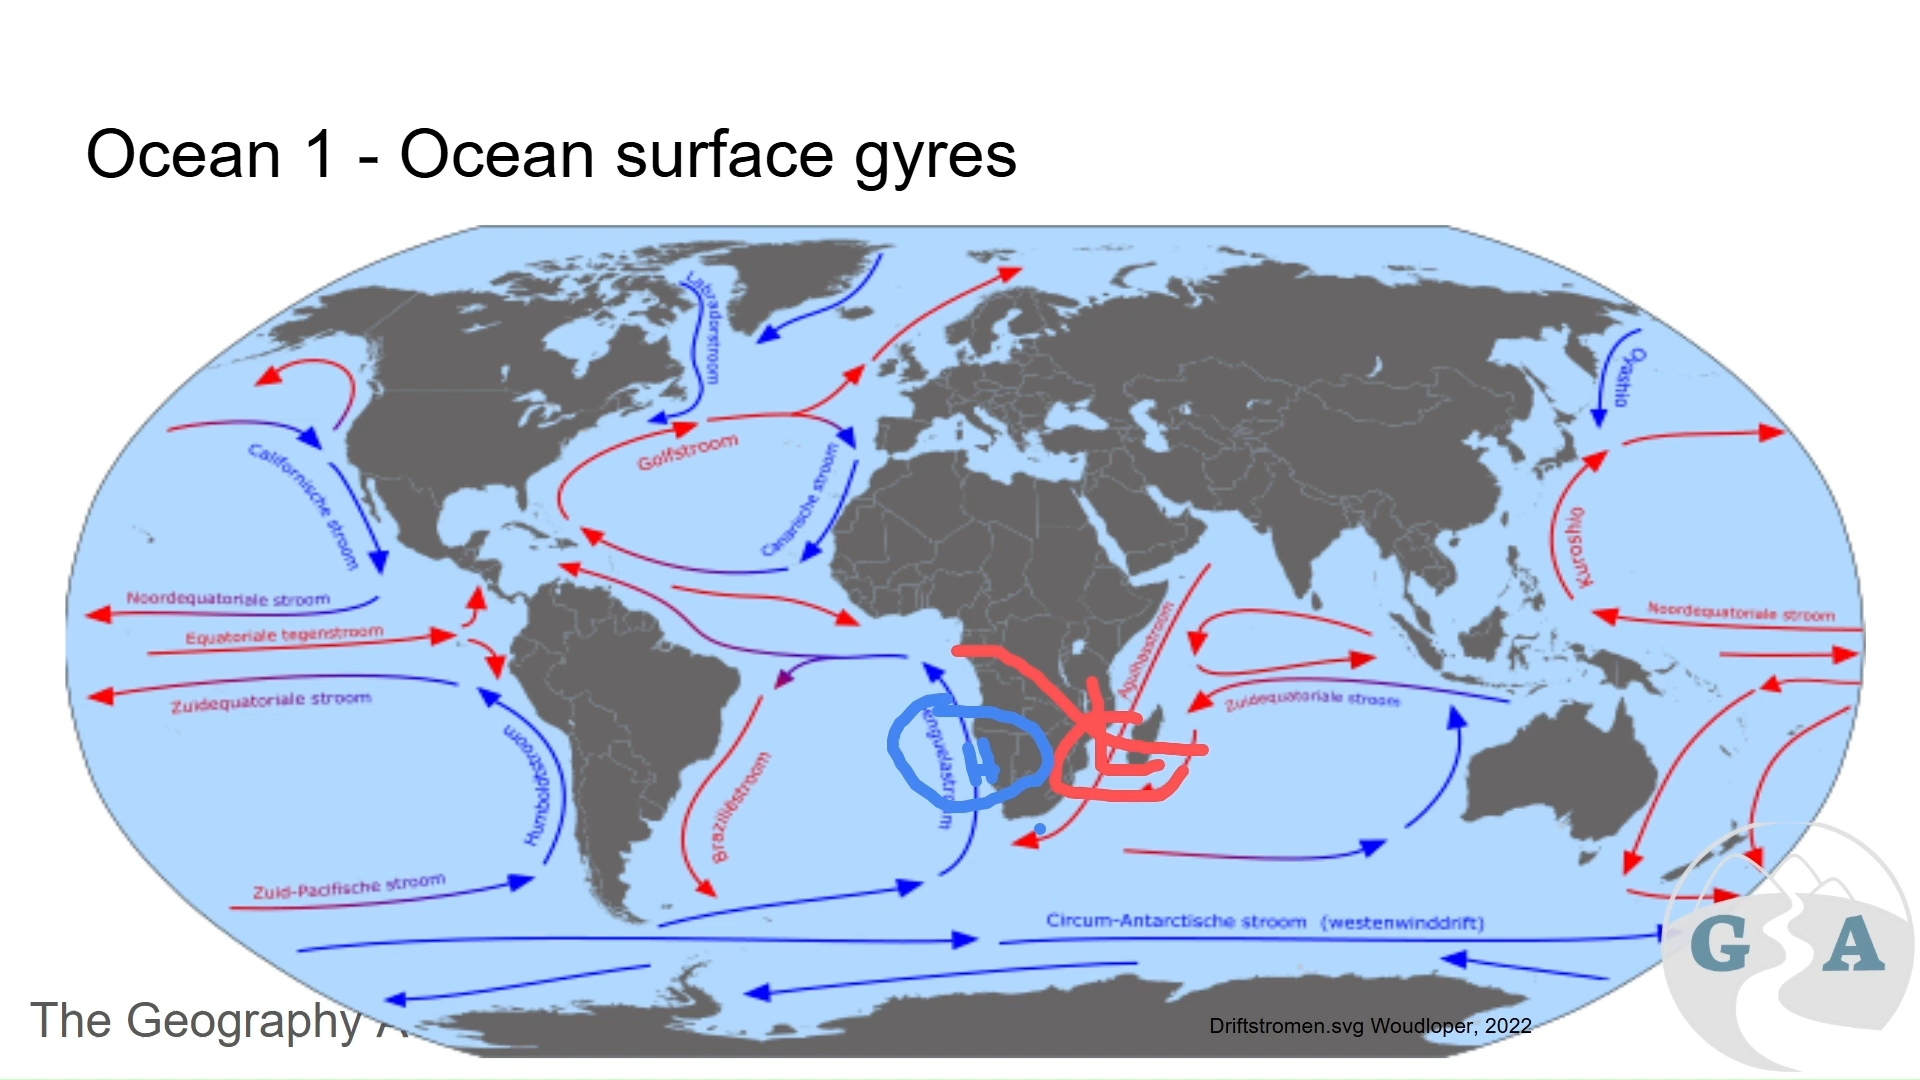 Ocean 1 - Ocean surface gyres
Labradorstroom
Oyashio
Golfstroom
Californische stroom
Canarische stroom
Kuroshio
Noordequatoriale stroom
Noordequatoriale stroom
Equatoriale tegenstroom
Agulhasstroom
Zuidequatoriale stroom
Zuidequatoriale stroom
Humboldtstroom
Braziliëstroom
Zuid-Pacifische stroom
Circum-Antarctische stroom (westenwinddrift)
G A
The Geography
Driftstromen.svg Woudloper, 2022
H
L